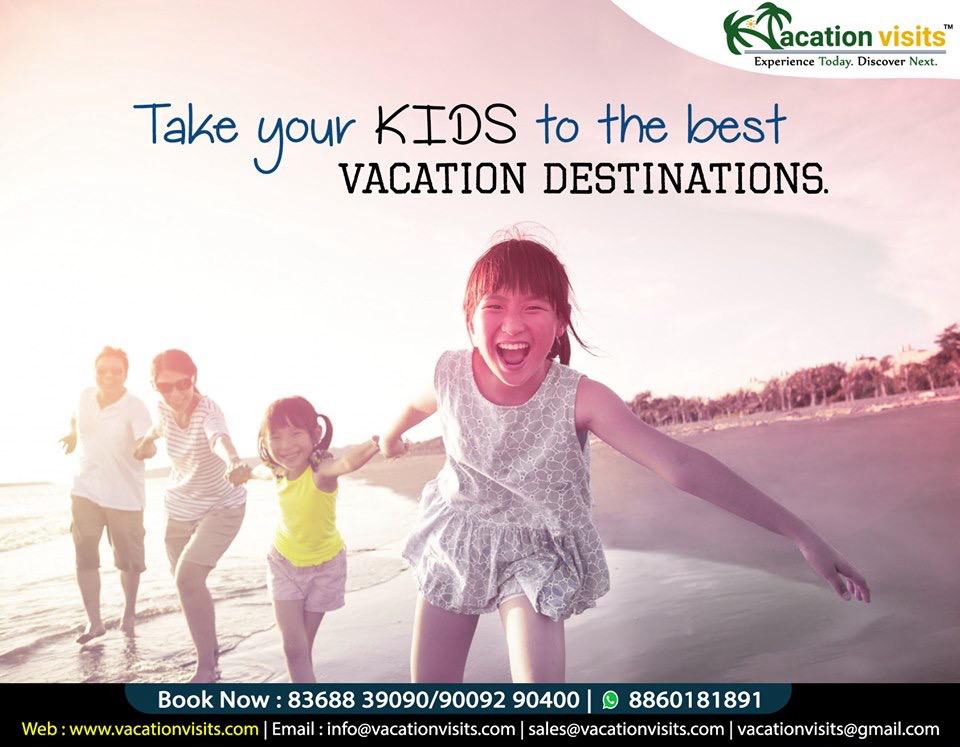 Vacation visits™
Experience Today. Discover Next.
Take your KIDS to the best
VACATION DESTINATIONS.
Book Now : 83688 39090/90092 90400 | 8860181891
Web : www.vacationvisits.com | Email : info@vacationvisits.com | sales@vacationvisits.com | vacationvisits@gmail.com